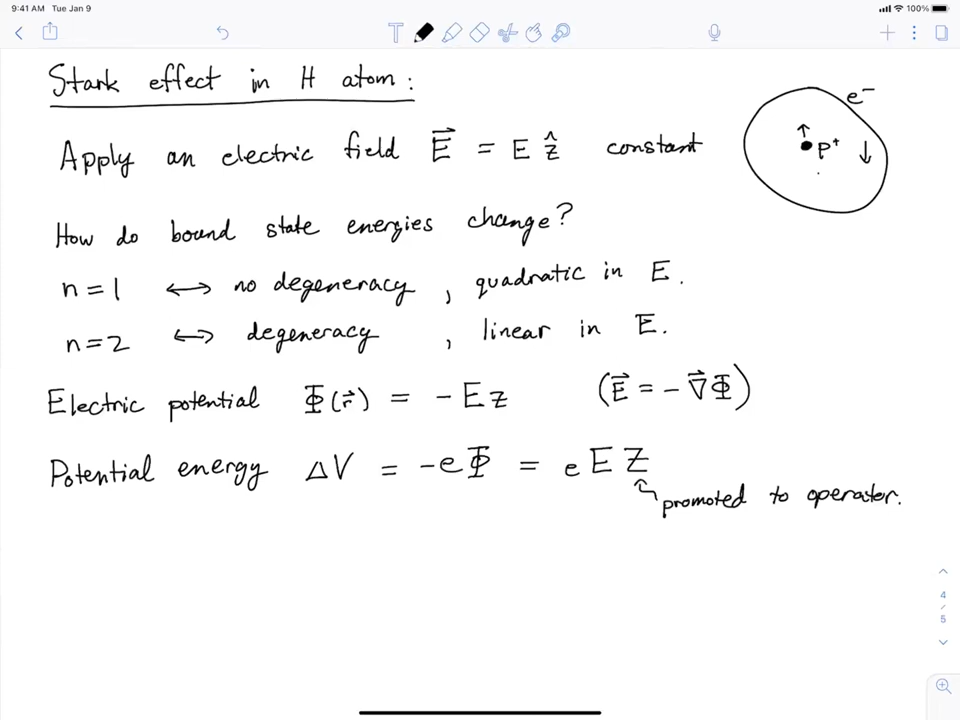 9:41 AM Tue Jan 9
100%
Stark effect in H atom:
e⁻
Apply an electric field E⃗ = E ẑ constant
p⁺
How do bound state energies change?
n=1 ⟷ no degeneracy, quadratic in E.
n=2 ⟷ degeneracy, linear in E.
Electric potential Φ(r⃗) = -Ez (E⃗ = -∇⃗Φ)
Potential energy ΔV = -eΦ = eEZ
promoted to operator.
4
/
5